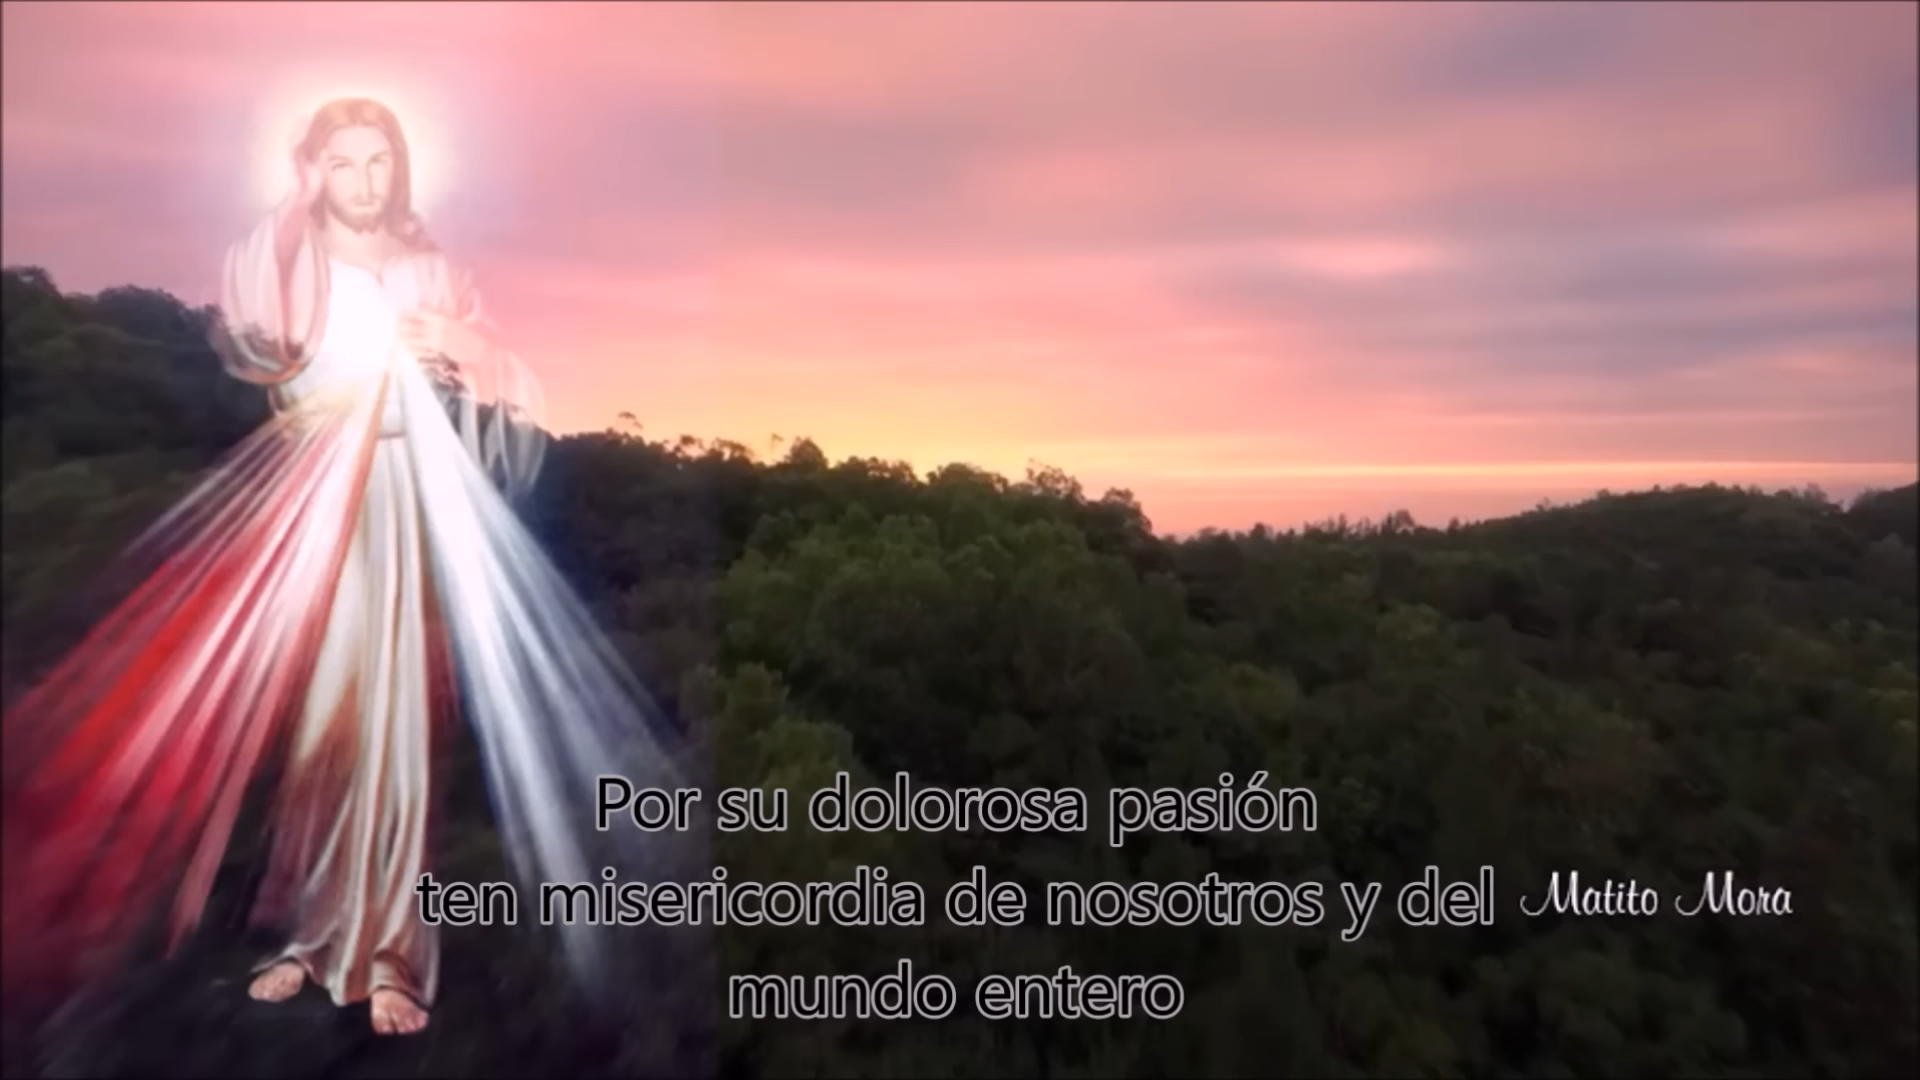 Por su dolorosa pasión
ten misericordia de nosotros y del
mundo entero
Matito Mora